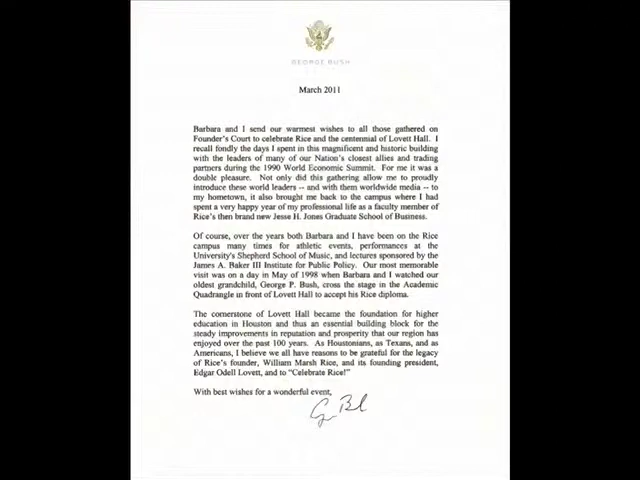 GEORGE BUSH
March 2011
Barbara and I send our warmest wishes to all those gathered on
Founder's Court to celebrate Rice and the centennial of Lovett Hall. I
recall fondly the days I spent in this magnificent and historic building
with the leaders of many of our Nation's closest allies and trading
partners during the 1990 World Economic Summit. For me it was a
double pleasure. Not only did this gathering allow me to proudly
introduce these world leaders -- and with them worldwide media -- to
my hometown, it also brought me back to the campus where I had
spent a very happy year of my professional life as a faculty member of
Rice's then brand new Jesse H. Jones Graduate School of Business.
Of course, over the years both Barbara and I have been on the Rice
campus many times for athletic events, performances at the
University's Shepherd School of Music, and lectures sponsored by the
James A. Baker III Institute for Public Policy. Our most memorable
visit was on a day in May of 1998 when Barbara and I watched our
oldest grandchild, George P. Bush, cross the stage in the Academic
Quadrangle in front of Lovett Hall to accept his Rice diploma.
The cornerstone of Lovett Hall became the foundation for higher
education in Houston and thus an essential building block for the
steady improvements in reputation and prosperity that our region has
enjoyed over the past 100 years. As Houstonians, as Texans, and as
Americans, I believe we all have reasons to be grateful for the legacy
of Rice's founder, William Marsh Rice, and its founding president,
Edgar Odell Lovett, and to "Celebrate Rice!"
With best wishes for a wonderful event,